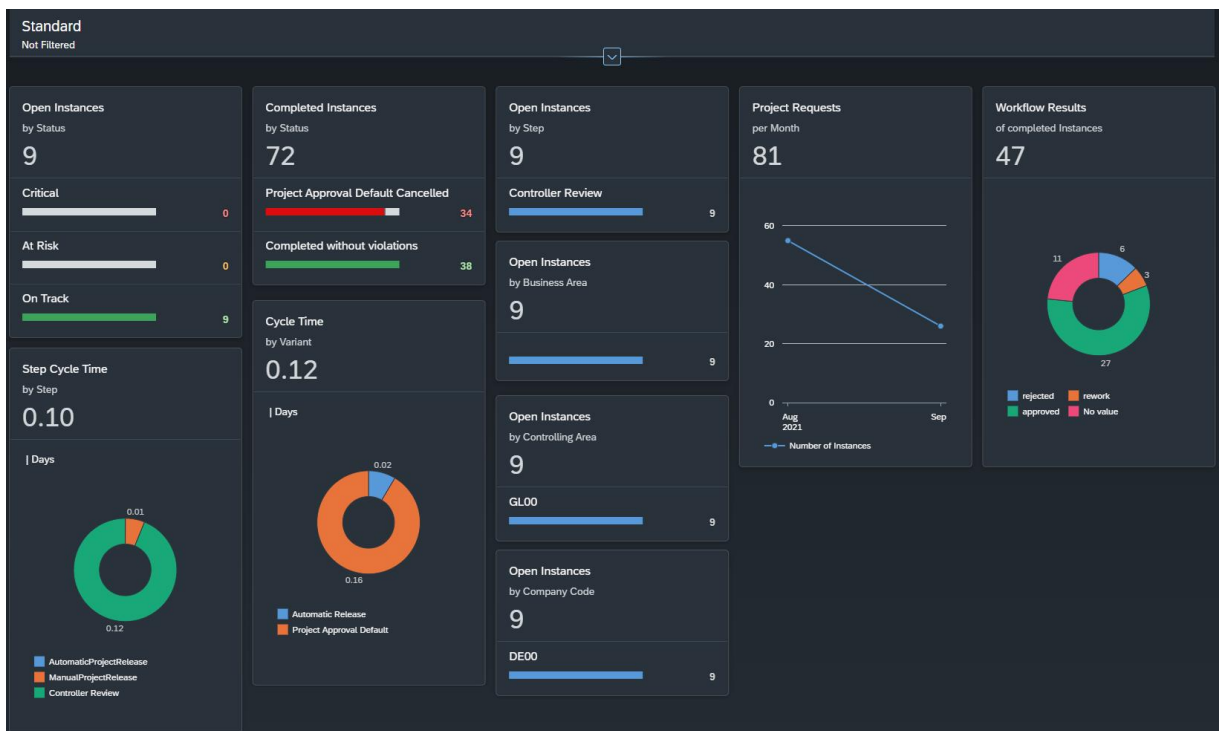 Standard
Not Filtered
Open Instances
by Status
9
Critical
0
At Risk
0
On Track
9
Step Cycle Time
by Step
0.10
| Days
0.01
0.12
AutomaticProjectRelease
ManualProjectRelease
Controller Review
Completed Instances
by Status
72
Project Approval Default Cancelled
34
Completed without violations
38
Cycle Time
by Variant
0.12
| Days
0.02
0.16
Automatic Release
Project Approval Default
Open Instances
by Step
9
Controller Review
9
Open Instances
by Business Area
9
9
Open Instances
by Controlling Area
9
GL00
9
Open Instances
by Company Code
9
DE00
9
Project Requests
per Month
81
60
40
20
0
Aug Sep
2021
Number of Instances
Workflow Results
of completed Instances
47
6
11
3
27
rejected rework
approved No value